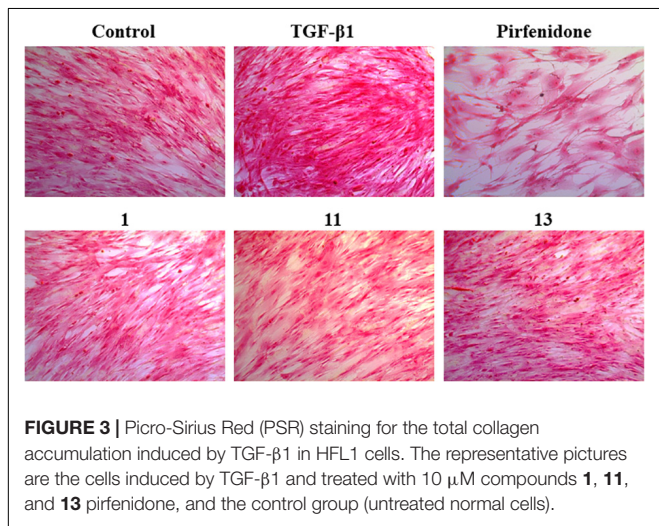 Control TGF-β1 Pirfenidone
1 11 13
FIGURE 3 | Picro-Sirius Red (PSR) staining for the total collagen
accumulation induced by TGF-β1 in HFL1 cells. The representative pictures
are the cells induced by TGF-β1 and treated with 10 μM compounds 1, 11,
and 13 pirfenidone, and the control group (untreated normal cells).